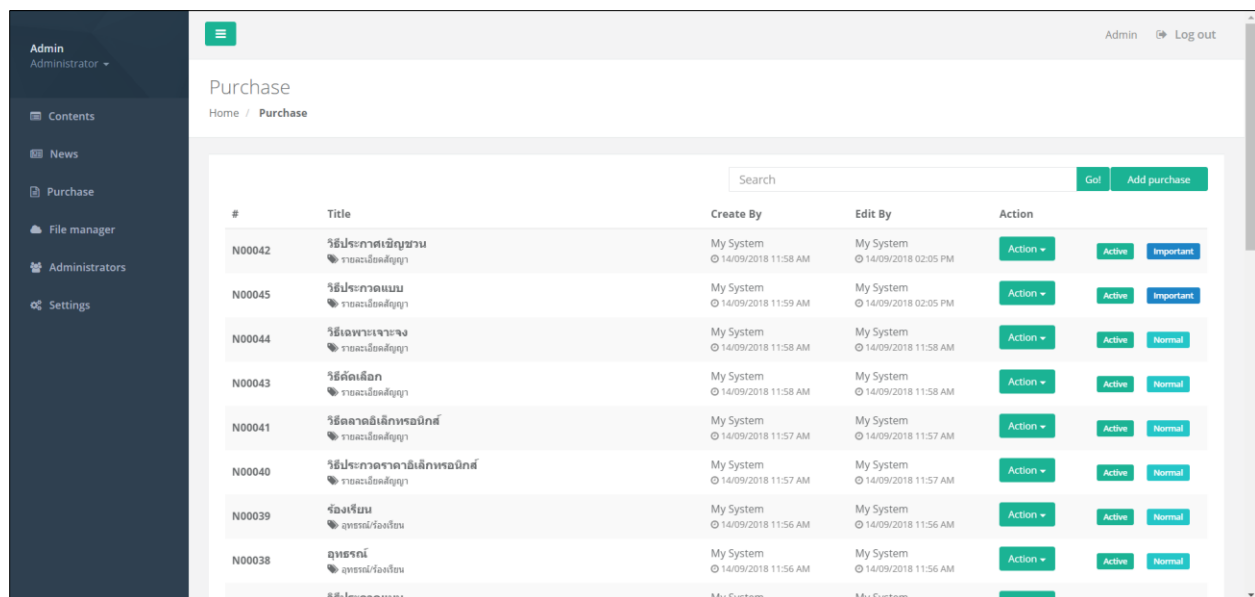 Admin
Administrator
Contents
News
Purchase
File manager
Administrators
Settings
Admin Log out
Purchase
Home / Purchase
Search Go! Add purchase
# Title Create By Edit By Action
N00042 วิธีประกาศเชิญชวน My System My System Action Active Important
รายละเอียดสัญญา 14/09/2018 11:58 AM 14/09/2018 02:05 PM
N00045 วิธีประกวดแบบ My System My System Action Active Important
รายละเอียดสัญญา 14/09/2018 11:59 AM 14/09/2018 02:05 PM
N00044 วิธีเฉพาะเจาะจง My System My System Action Active Normal
รายละเอียดสัญญา 14/09/2018 11:58 AM 14/09/2018 11:58 AM
N00043 วิธีคัดเลือก My System My System Action Active Normal
รายละเอียดสัญญา 14/09/2018 11:58 AM 14/09/2018 11:58 AM
N00041 วิธีตลาดอิเล็กทรอนิกส์ My System My System Action Active Normal
รายละเอียดสัญญา 14/09/2018 11:57 AM 14/09/2018 11:57 AM
N00040 วิธีประกวดราคาอิเล็กทรอนิกส์ My System My System Action Active Normal
รายละเอียดสัญญา 14/09/2018 11:57 AM 14/09/2018 11:57 AM
N00039 ร้องเรียน My System My System Action Active Normal
อุทธรณ์/ร้องเรียน 14/09/2018 11:56 AM 14/09/2018 11:56 AM
N00038 อุทธรณ์ My System My System Action Active Normal
อุทธรณ์/ร้องเรียน 14/09/2018 11:56 AM 14/09/2018 11:56 AM
My System My System